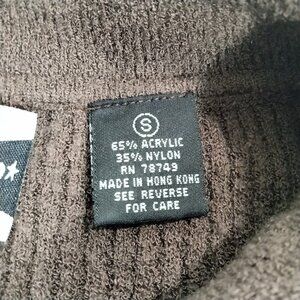 S
65% ACRYLIC
35% NYLON
RN 78749
MADE IN HONG KONG
SEE REVERSE
FOR CARE